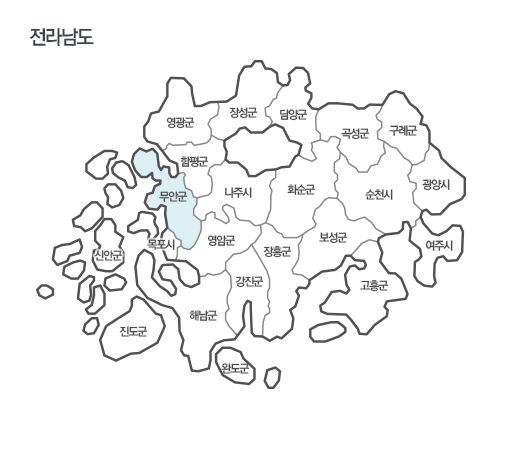 전라남도
영광군
장성군
담양군
곡성군
구례군
함평군
무안군
나주시
화순군
순천시
광양시
목포시
영암군
장흥군
보성군
여주시
신안군
강진군
고흥군
해남군
진도군
완도군